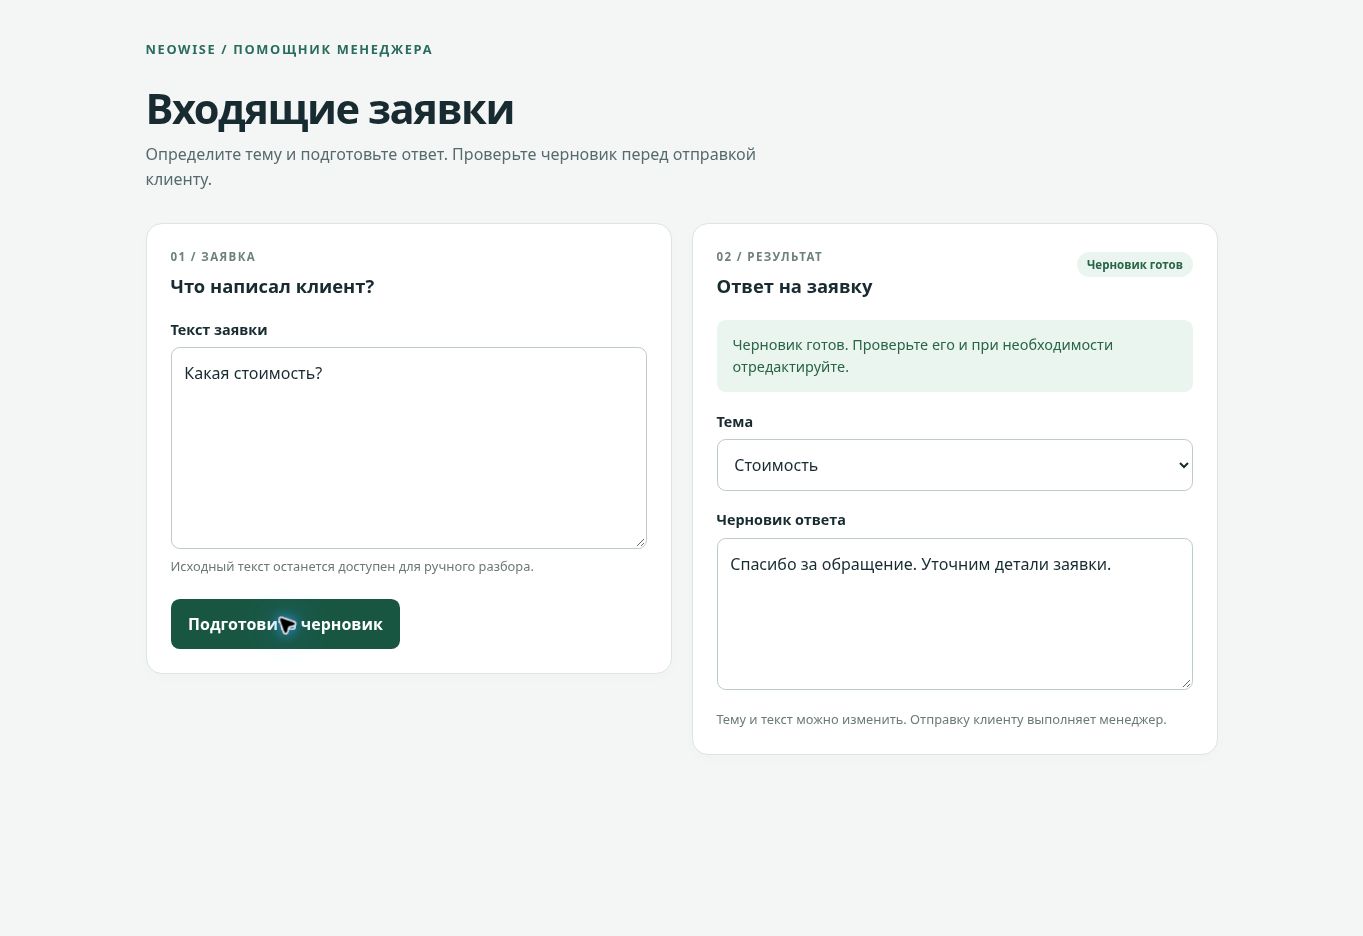 NEOWISE / ПОМОЩНИК МЕНЕДЖЕРА
Входящие заявки
Определите тему и подготовьте ответ. Проверьте черновик перед отправкой
клиенту.
01 / ЗАЯВКА
Что написал клиент?
Текст заявки
Какая стоимость?
Исходный текст останется доступен для ручного разбора.
Подготовить черновик
02 / РЕЗУЛЬТАТ
Черновик готов
Ответ на заявку
Черновик готов. Проверьте его и при необходимости
отредактируйте.
Тема
Стоимость
Черновик ответа
Спасибо за обращение. Уточним детали заявки.
Тему и текст можно изменить. Отправку клиенту выполняет менеджер.